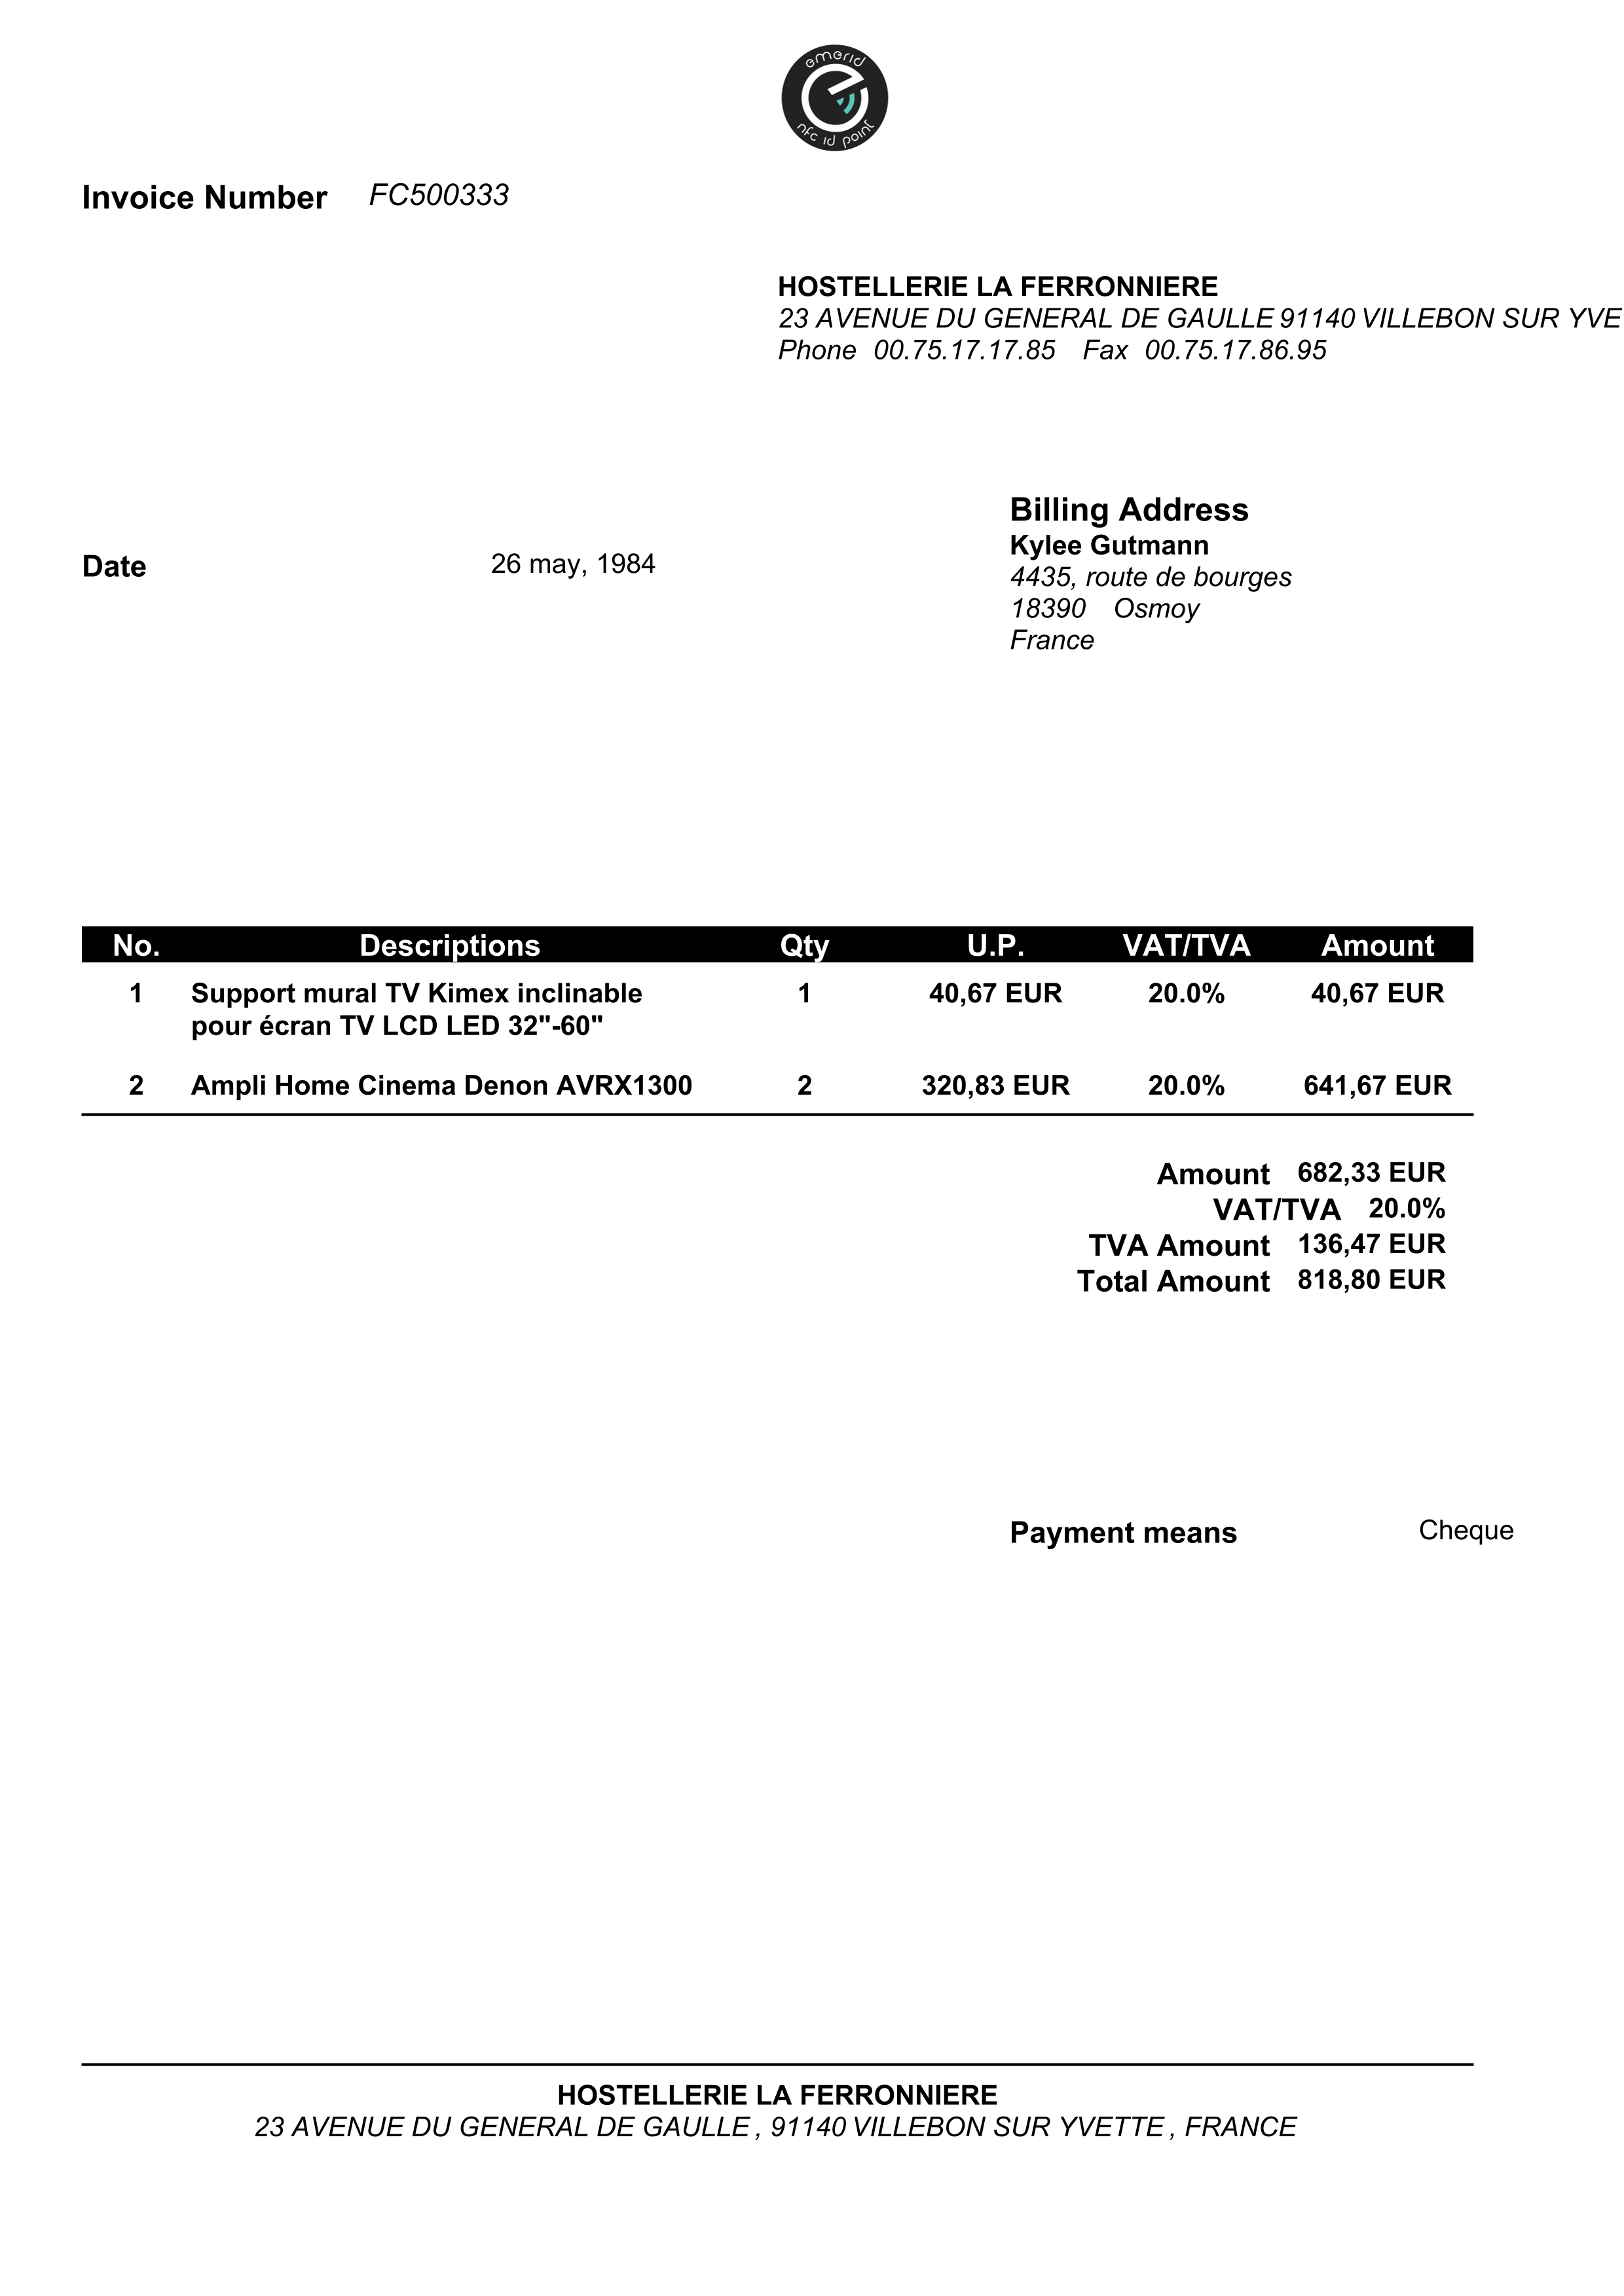 emerid
nfc id point
Invoice Number FC500333
HOSTELLERIE LA FERRONNIERE
23 AVENUE DU GENERAL DE GAULLE 91140 VILLEBON SUR YVE
Phone 00.75.17.17.85 Fax 00.75.17.86.95
Billing Address
Kylee Gutmann
Date 26 may, 1984
4435, route de bourges
18390 Osmoy
France
No. Descriptions Qty U.P. VAT/TVA Amount
1 Support mural TV Kimex inclinable 1 40,67 EUR 20.0% 40,67 EUR
pour écran TV LCD LED 32"-60"
2 Ampli Home Cinema Denon AVRX1300 2 320,83 EUR 20.0% 641,67 EUR
Amount 682,33 EUR
VAT/TVA 20.0%
TVA Amount 136,47 EUR
Total Amount 818,80 EUR
Payment means Cheque
HOSTELLERIE LA FERRONNIERE
23 AVENUE DU GENERAL DE GAULLE , 91140 VILLEBON SUR YVETTE , FRANCE